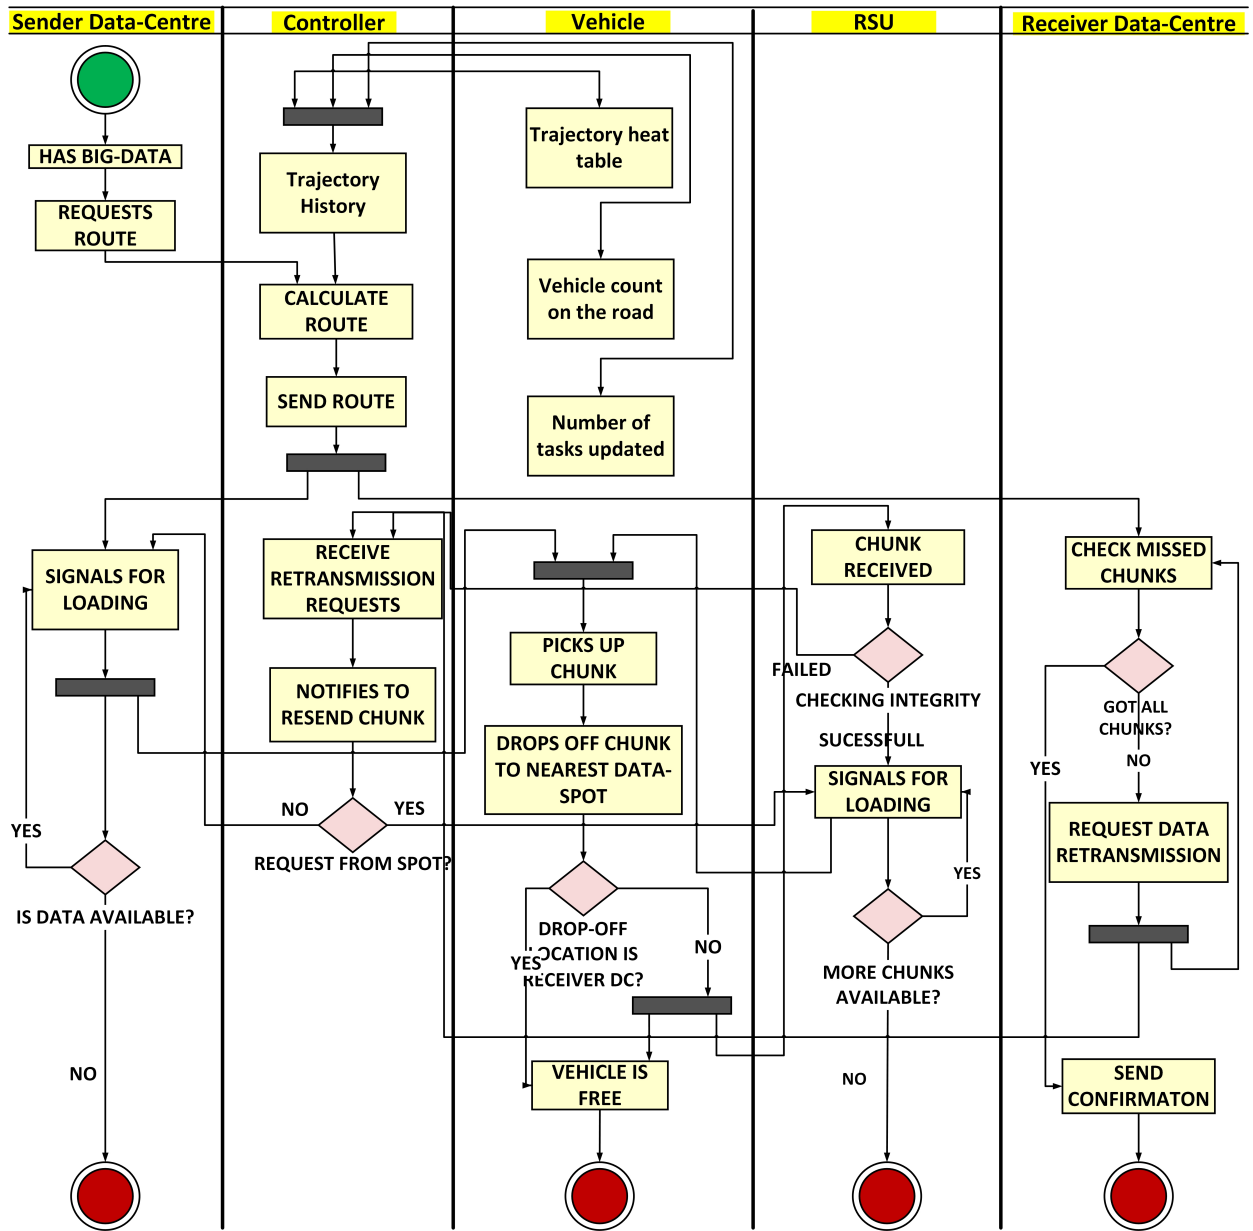 Sender Data-Centre
Controller
Vehicle
RSU
Receiver Data-Centre
HAS BIG-DATA
REQUESTS
ROUTE
Trajectory
History
CALCULATE
ROUTE
SEND ROUTE
Trajectory heat
table
Vehicle count
on the road
Number of
tasks updated
SIGNALS FOR
LOADING
YES
IS DATA AVAILABLE?
NO
RECEIVE
RETRANSMISSION
REQUESTS
NOTIFIES TO
RESEND CHUNK
NO
YES
REQUEST FROM SPOT?
PICKS UP
CHUNK
DROPS OFF CHUNK
TO NEAREST DATA-
SPOT
DROP-OFF
LOCATION IS
RECEIVER DC?
YES
NO
VEHICLE IS
FREE
CHUNK
RECEIVED
FAILED
CHECKING INTEGRITY
SUCESSFULL
SIGNALS FOR
LOADING
YES
MORE CHUNKS
AVAILABLE?
NO
CHECK MISSED
CHUNKS
GOT ALL
CHUNKS?
YES
NO
REQUEST DATA
RETRANSMISSION
SEND
CONFIRMATON